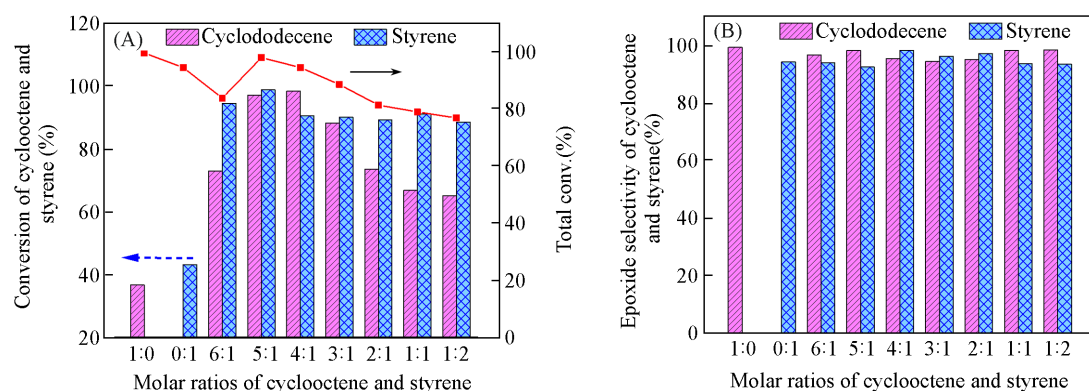 (A)
Cyclododecene
Styrene
Conversion of cyclooctene and
styrene (%)
120
100
80
60
40
20
Total conv.(%)
100
80
60
40
20
0
1:0 0:1 6:1 5:1 4:1 3:1 2:1 1:1 1:2
Molar ratios of cyclooctene and styrene
(B)
Cyclododecene
Styrene
Epoxide selectivity of cyclooctene
and styrene(%)
100
80
60
40
20
0
1:0 0:1 6:1 5:1 4:1 3:1 2:1 1:1 1:2
Molar ratios of cyclooctene and styrene